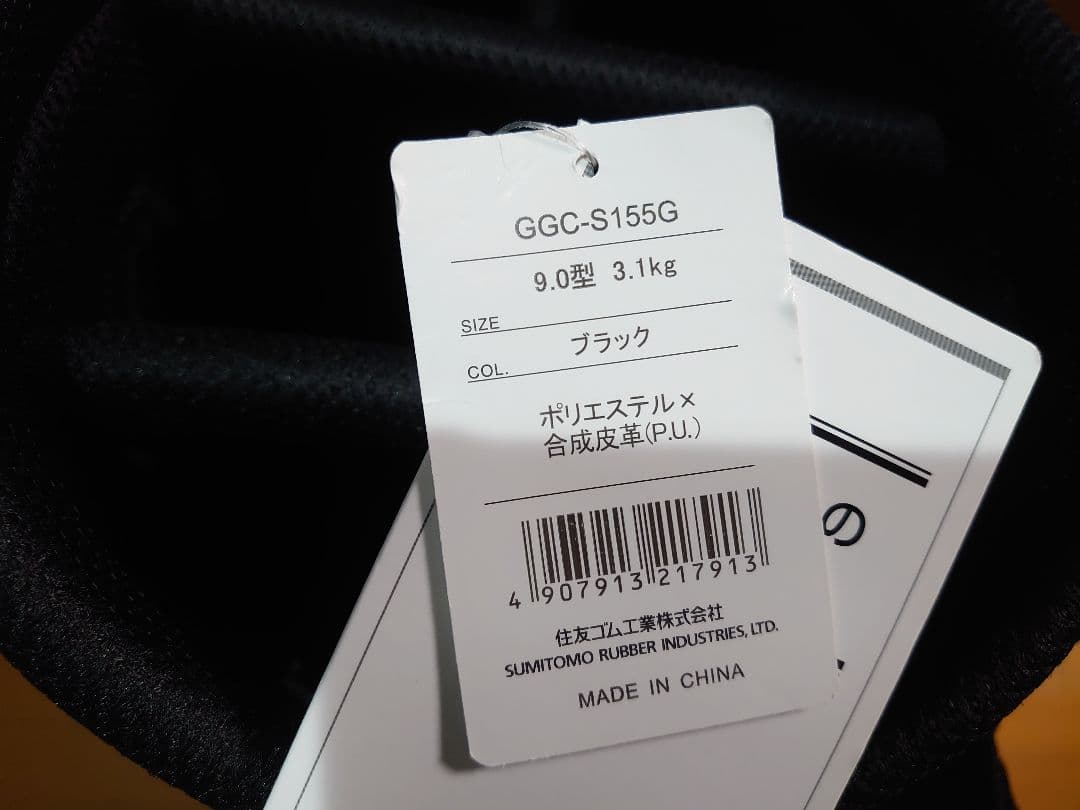 GGC-S155G
9.0型 3.1kg
SIZE
ブラック
COL.
ポリエステル×
合成皮革(P.U.)
4 907913 217913
住友ゴム工業株式会社
SUMITOMO RUBBER INDUSTRIES, LTD.
MADE IN CHINA
の